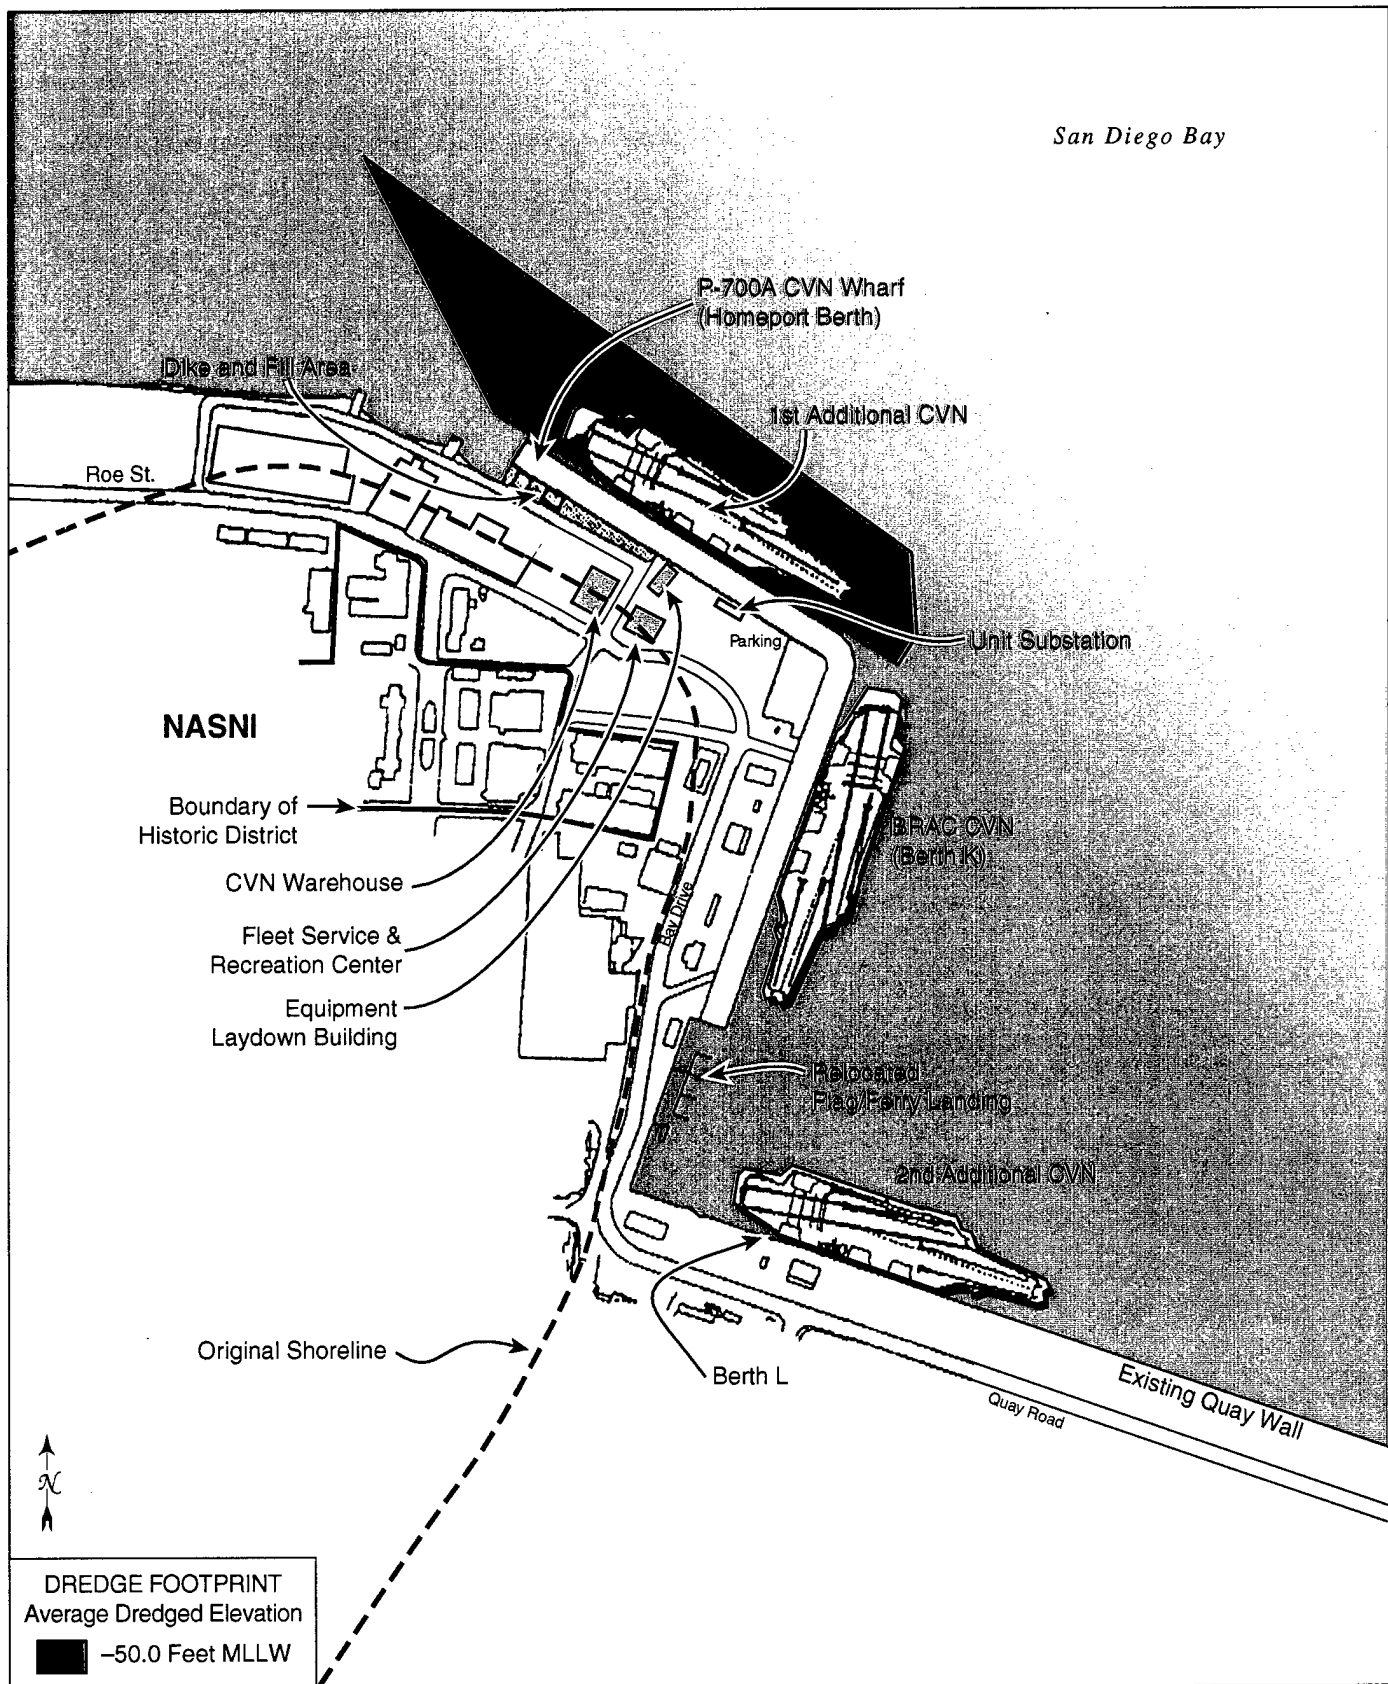 San Diego Bay
P-700A CVN Wharf
(Homeport Berth)
Dike and Fill Area
1st Additional CVN
Roe St.
Unit Substation
Parking
NASNI
Boundary of
Historic District
BRAC CVN
(Berth K)
CVN Warehouse
Bay Drive
Fleet Service &
Recreation Center
Equipment
Laydown Building
Relocated
Flag/Ferry Landing
2nd Additional CVN
Original Shoreline
Berth L
Existing Quay Wall
Quay Road
N
DREDGE FOOTPRINT
Average Dredged Elevation
–50.0 Feet MLLW